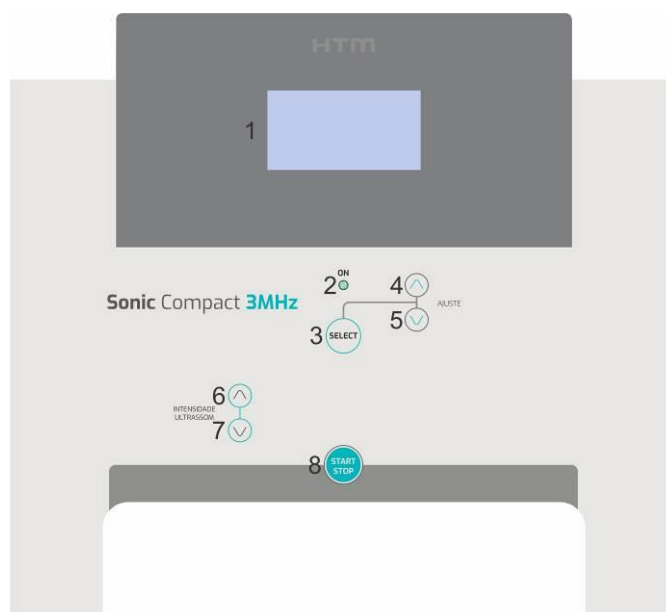 HTM
1
ON
2
4
Sonic Compact 3MHz
AJUSTE
3 SELECT
5
6
INTENSIDADE
ULTRASSOM
7
8 START
STOP